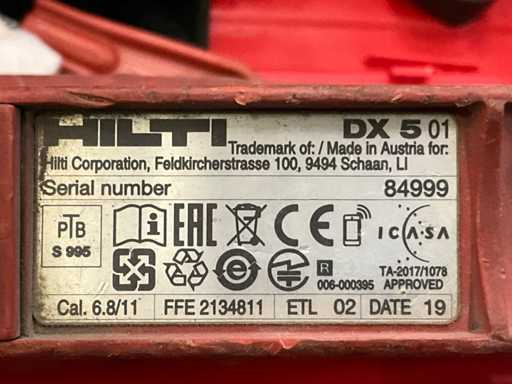 HILTI DX 5 01
Trademark of: / Made in Austria for:
Hilti Corporation, Feldkircherstrasse 100, 9494 Schaan, LI
Serial number 84999
PTB
S 995
EAC
CE
ICASA
R
006-000395
TA-2017/1078
APPROVED
Cal. 6.8/11 FFE 2134811 ETL 02 DATE 19